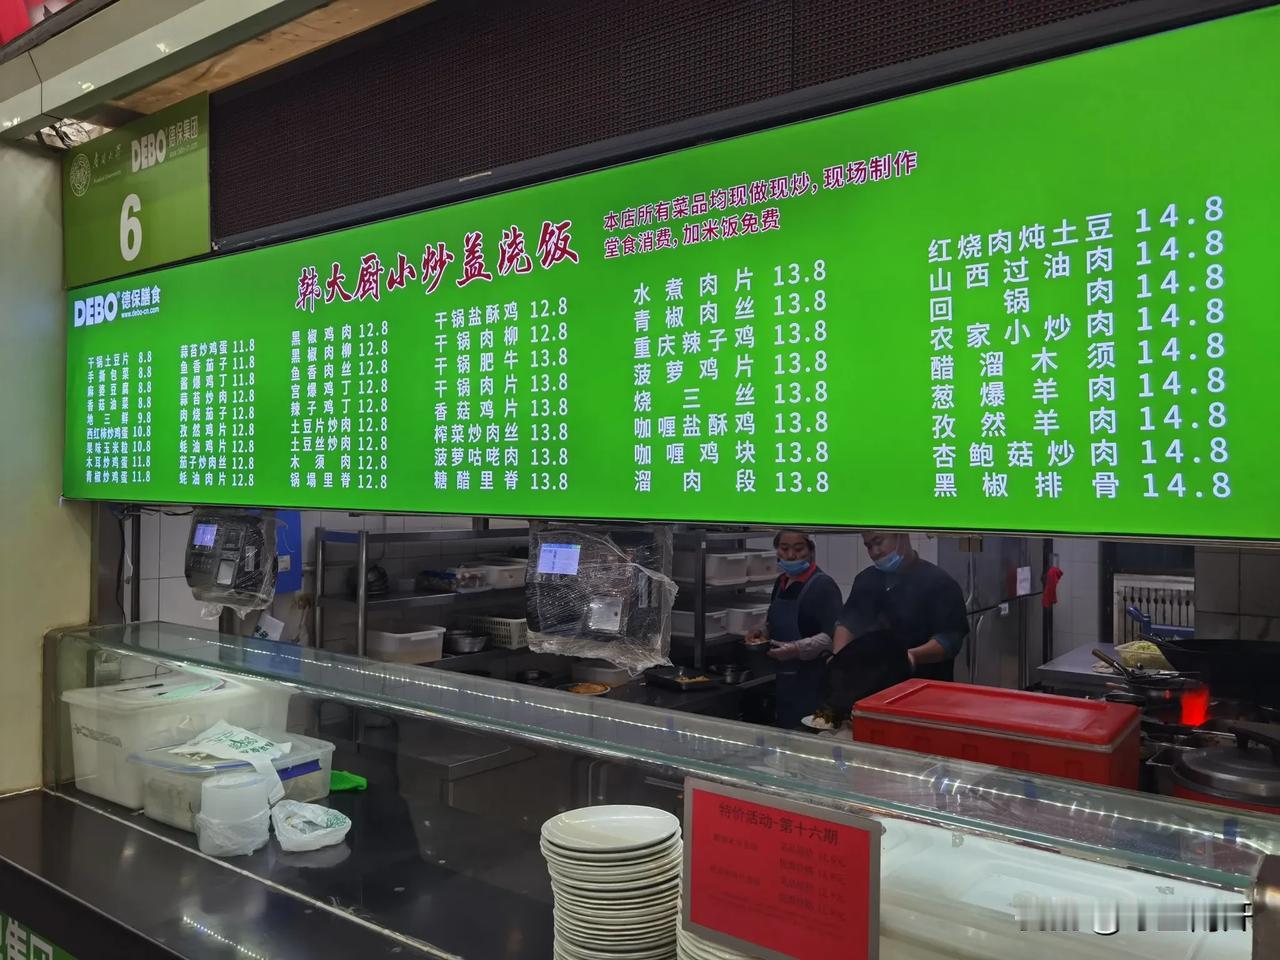 南开大学
Nankai University
DEBO 德保集团
www.debo-cn.com
6
DEBO 德保膳食
www.debo-cn.com
韩大厨小炒盖浇饭
本店所有菜品均现做现炒，现场制作
堂食消费，加米饭免费
干锅土豆片 8.8
手撕包菜 8.8
麻婆豆腐 8.8
香菇油菜 8.8
地三鲜 9.8
西红柿炒鸡蛋 10.8
果味玉米粒 10.8
木耳炒鸡蛋 11.8
青椒炒鸡蛋 11.8
蒜苔炒鸡蛋 11.8
鱼香茄子 11.8
酱爆鸡丁 11.8
蒜苔炒肉 12.8
肉烧茄子 12.8
孜然鸡片 12.8
蚝油鸡片 12.8
茄子炒肉丝 12.8
蚝油肉片 12.8
黑椒鸡肉 12.8
黑椒肉柳 12.8
鱼香肉丝 12.8
宫爆鸡丁 12.8
辣子鸡丁 12.8
土豆片炒肉 12.8
土豆丝炒肉 12.8
木须肉 12.8
锅塌里脊 12.8
干锅盐酥鸡 12.8
干锅肉柳 12.8
干锅肥牛 13.8
干锅肉片 13.8
香菇鸡片 13.8
榨菜炒肉丝 13.8
菠萝咕咾肉 13.8
糖醋里脊 13.8
水煮肉片 13.8
青椒肉丝 13.8
重庆辣子鸡 13.8
菠萝鸡片 13.8
烧三丝 13.8
咖喱盐酥鸡 13.8
咖喱鸡块 13.8
溜肉段 13.8
红烧肉炖土豆 14.8
山西过油肉 14.8
回锅肉 14.8
农家小炒肉 14.8
醋溜木须 14.8
葱爆羊肉 14.8
孜然羊肉 14.8
杏鲍菇炒肉 14.8
黑椒排骨 14.8
特价活动-第十六期